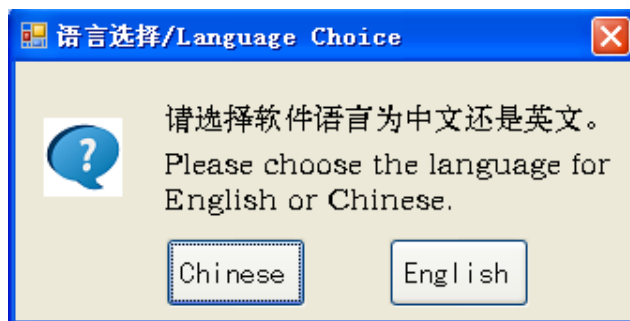 语言选择/Language Choice
请选择软件语言为中文还是英文。
Please choose the language for
English or Chinese.
Chinese English